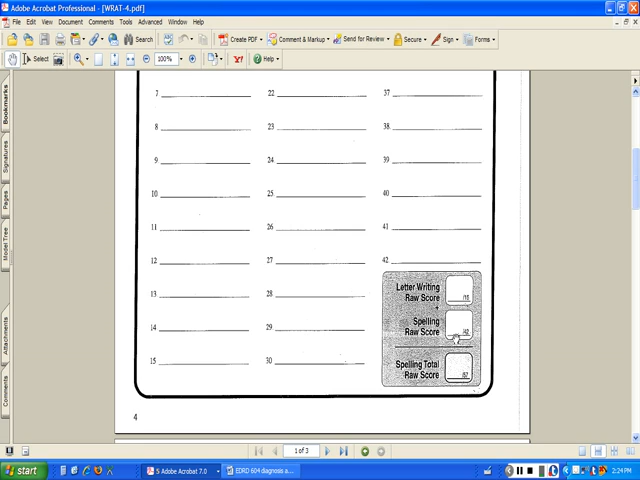 Adobe Acrobat Professional - [WRAT-4.pdf]
File Edit View Document Comments Tools Advanced Window Help
Search Create PDF Comment & Markup Send for Review Secure Sign Forms
Select 100% Y! Help
Bookmarks
Signatures
Pages
Model Tree
Attachments
Comments
7 22 37
8 23 38
9 24 39
10 25 40
11 26 41
12 27 42
13 28
14 29
15 30
Letter Writing
Raw Score /15
+
Spelling
Raw Score /42
Spelling Total
Raw Score /57
4
1 of 3
start 5 Adobe Acrobat 7.0 EDRD 604 diagnosis a... 2:24 PM